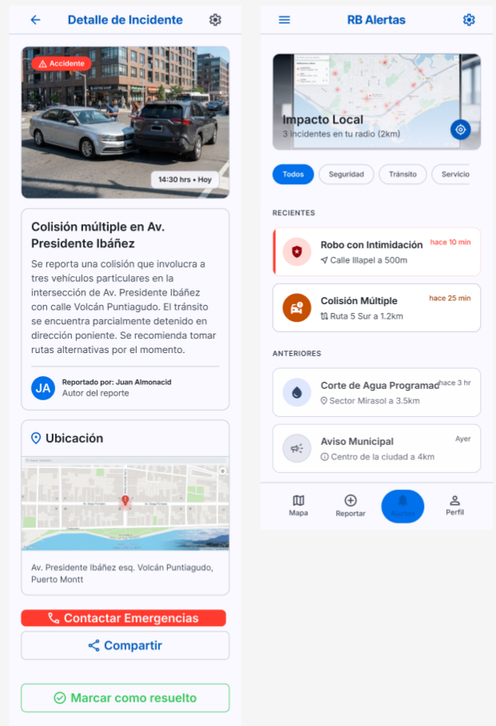 Detalle de Incidente
Accidente
14:30 hrs • Hoy
Colisión múltiple en Av.
Presidente Ibáñez
Se reporta una colisión que involucra a
tres vehículos particulares en la
intersección de Av. Presidente Ibáñez
con calle Volcán Puntiagudo. El tránsito
se encuentra parcialmente detenido en
dirección poniente. Se recomienda tomar
rutas alternativas por el momento.
JA
Reportado por: Juan Almonacid
Autor del reporte
Ubicación
Av. Presidente Ibáñez esq. Volcán Puntiagudo,
Puerto Montt
Contactar Emergencias
Compartir
Marcar como resuelto
RB Alertas
Impacto Local
3 incidentes en tu radio (2km)
Todos
Seguridad
Tránsito
Servicio
RECIENTES
Robo con Intimidación
hace 10 min
Calle Illapel a 500m
Colisión Múltiple
hace 25 min
Ruta 5 Sur a 1.2km
ANTERIORES
Corte de Agua Programad
hace 3 hr
Sector Mirasol a 3.5km
Aviso Municipal
Ayer
Centro de la ciudad a 4km
Mapa
Reportar
Perfil